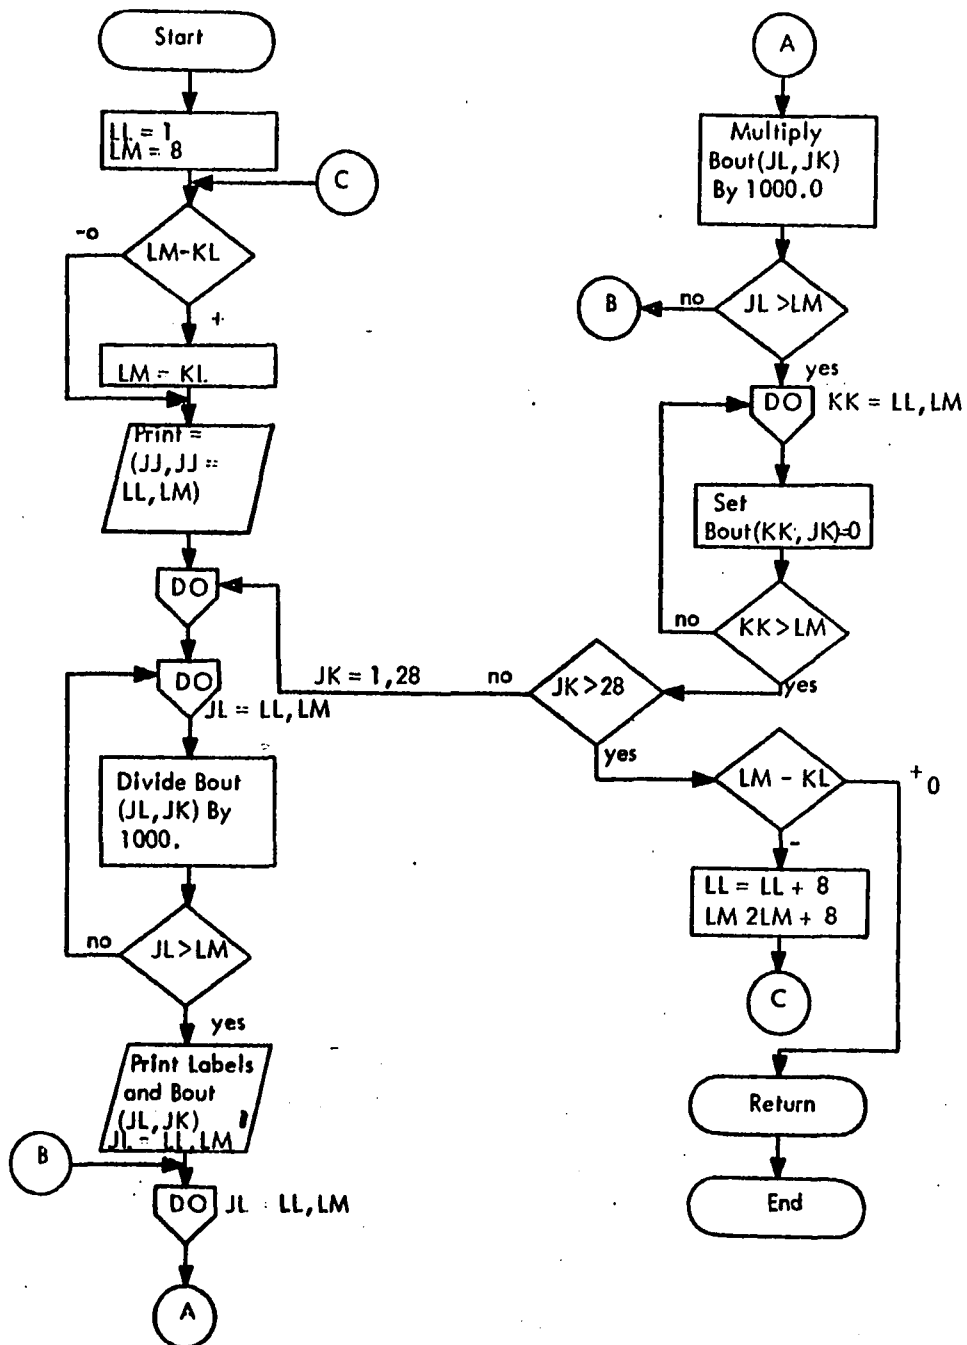 Start
LL = 1
LM = 8
C
-o
LM-KL
+
LM = KL
Print =
(JJ,JJ =
LL,LM)
DO
DO
JL = LL,LM
Divide Bout
(JL,JK) By
1000.
no
JL>LM
yes
Print Labels
and Bout
(JL,JK)
JL = LL,LM
B
DO
JL = LL,LM
A
A
Multiply
Bout(JL,JK)
By 1000.0
B
no
JL >LM
yes
DO
KK = LL,LM
Set
Bout(KK,JK)=0
no
KK>LM
yes
JK = 1,28
no
JK>28
yes
LM - KL
+0
-
LL = LL + 8
LM 2LM + 8
C
Return
End